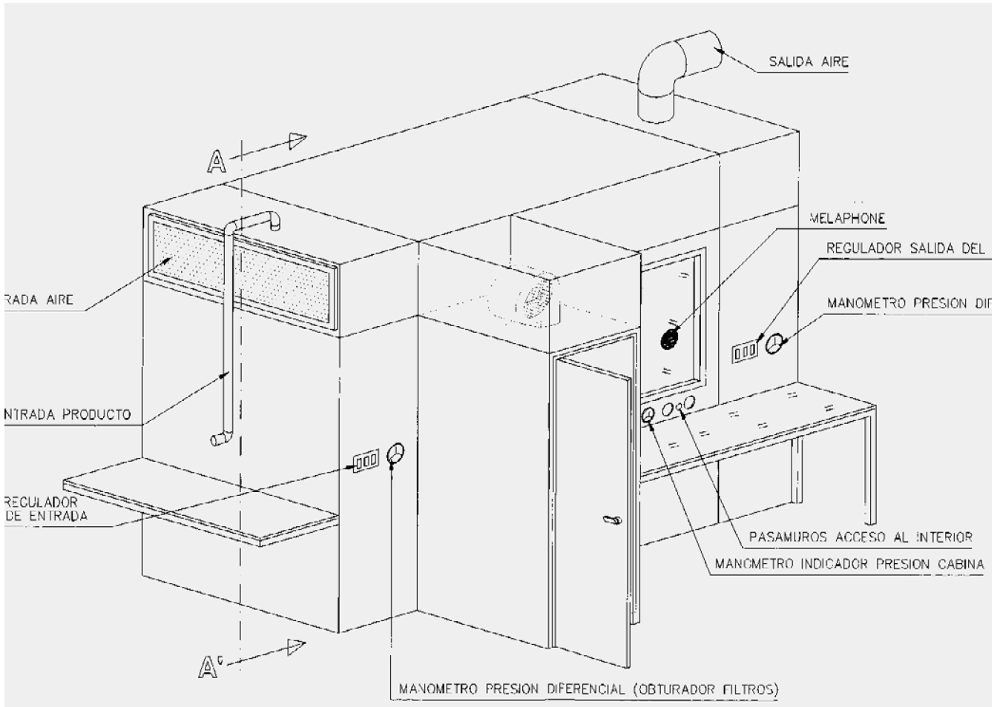 SALIDA AIRE
A
MELAPHONE
REGULADOR SALIDA DEL
RADA AIRE
MANOMETRO PRESION DIF
NTRADA PRODUCTO
REGULADOR
DE ENTRADA
PASAMUROS ACCESO AL INTERIOR
MANOMETRO INDICADOR PRESION CABINA
A'
MANOMETRO PRESION DIFERENCIAL (OBTURADOR FILTROS)